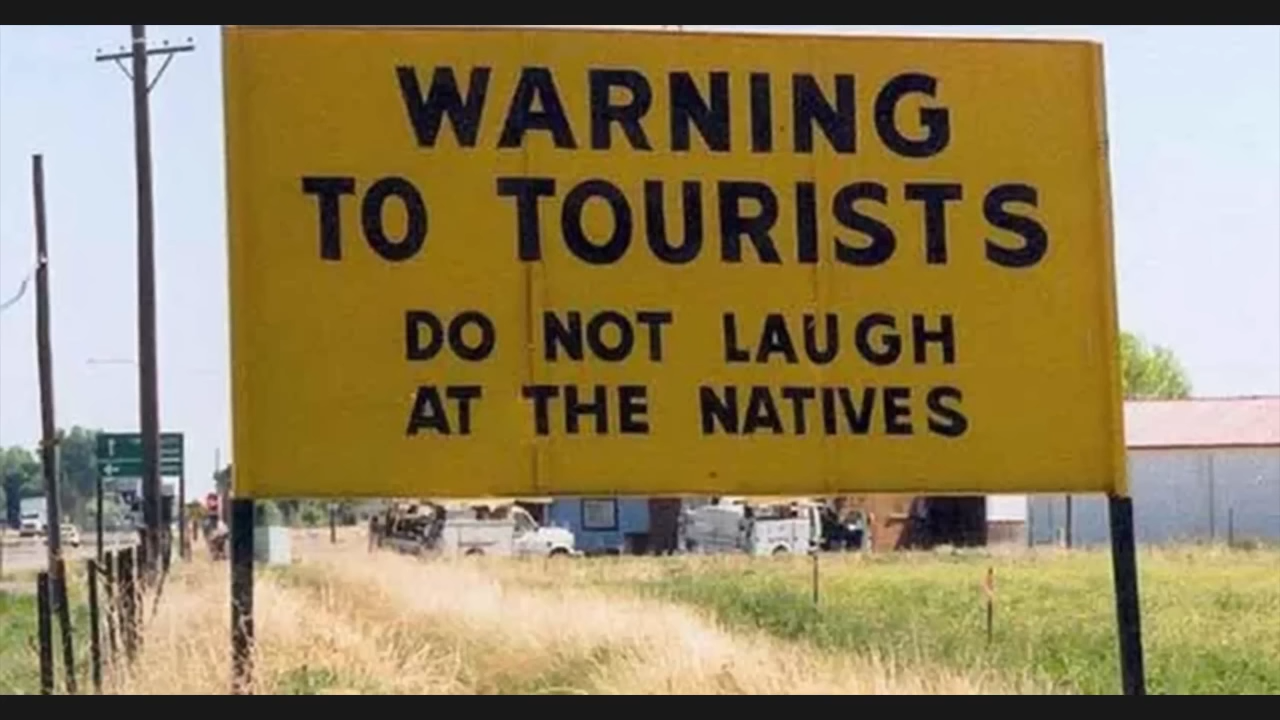 WARNING
TO TOURISTS
DO NOT LAUGH
AT THE NATIVES